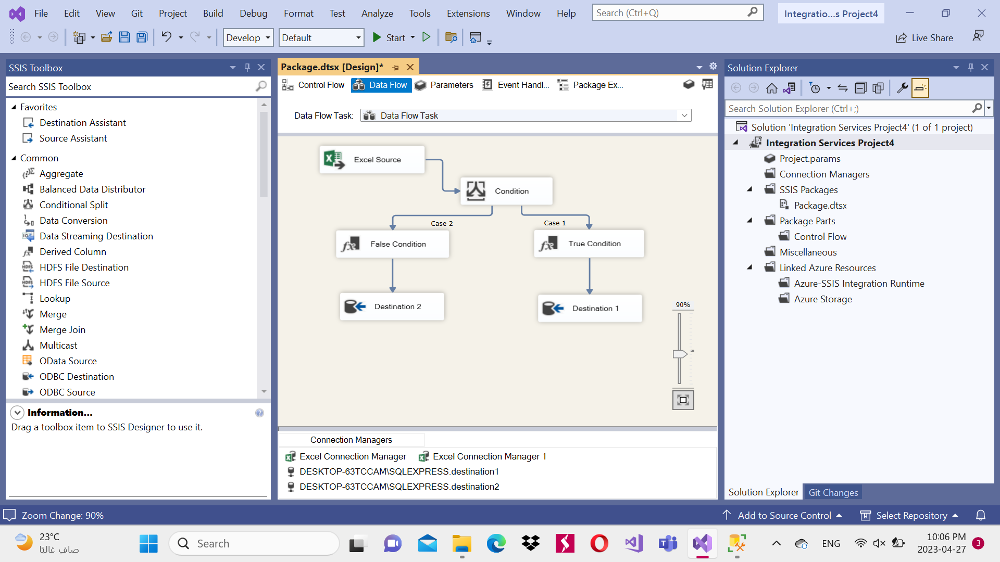 File Edit View Git Project Build Debug Format Test Analyze Tools Extensions Window Help Search (Ctrl+Q) Integratio...s Project4
Develop Default Start Live Share
SSIS Toolbox
Search SSIS Toolbox
Favorites
Destination Assistant
Source Assistant
Common
Aggregate
Balanced Data Distributor
Conditional Split
Data Conversion
Data Streaming Destination
Derived Column
HDFS File Destination
HDFS File Source
Lookup
Merge
Merge Join
Multicast
OData Source
ODBC Destination
ODBC Source
Information...
Drag a toolbox item to SSIS Designer to use it.
Package.dtsx [Design]*
Control Flow Data Flow Parameters Event Handl... Package Ex...
Data Flow Task: Data Flow Task
Excel Source
Condition
Case 2 Case 1
False Condition True Condition
Destination 2 Destination 1
90%
Connection Managers
Excel Connection Manager Excel Connection Manager 1
DESKTOP-63TCCAM\SQLEXPRESS.destination1
DESKTOP-63TCCAM\SQLEXPRESS.destination2
Solution Explorer
Search Solution Explorer (Ctrl+;)
Solution 'Integration Services Project4' (1 of 1 project)
Integration Services Project4
Project.params
Connection Managers
SSIS Packages
Package.dtsx
Package Parts
Control Flow
Miscellaneous
Linked Azure Resources
Azure-SSIS Integration Runtime
Azure Storage
Solution Explorer Git Changes
Zoom Change: 90% Add to Source Control Select Repository
23°C
صافٍ غالبًا
Search
ENG
10:06 PM
2023-04-27
3